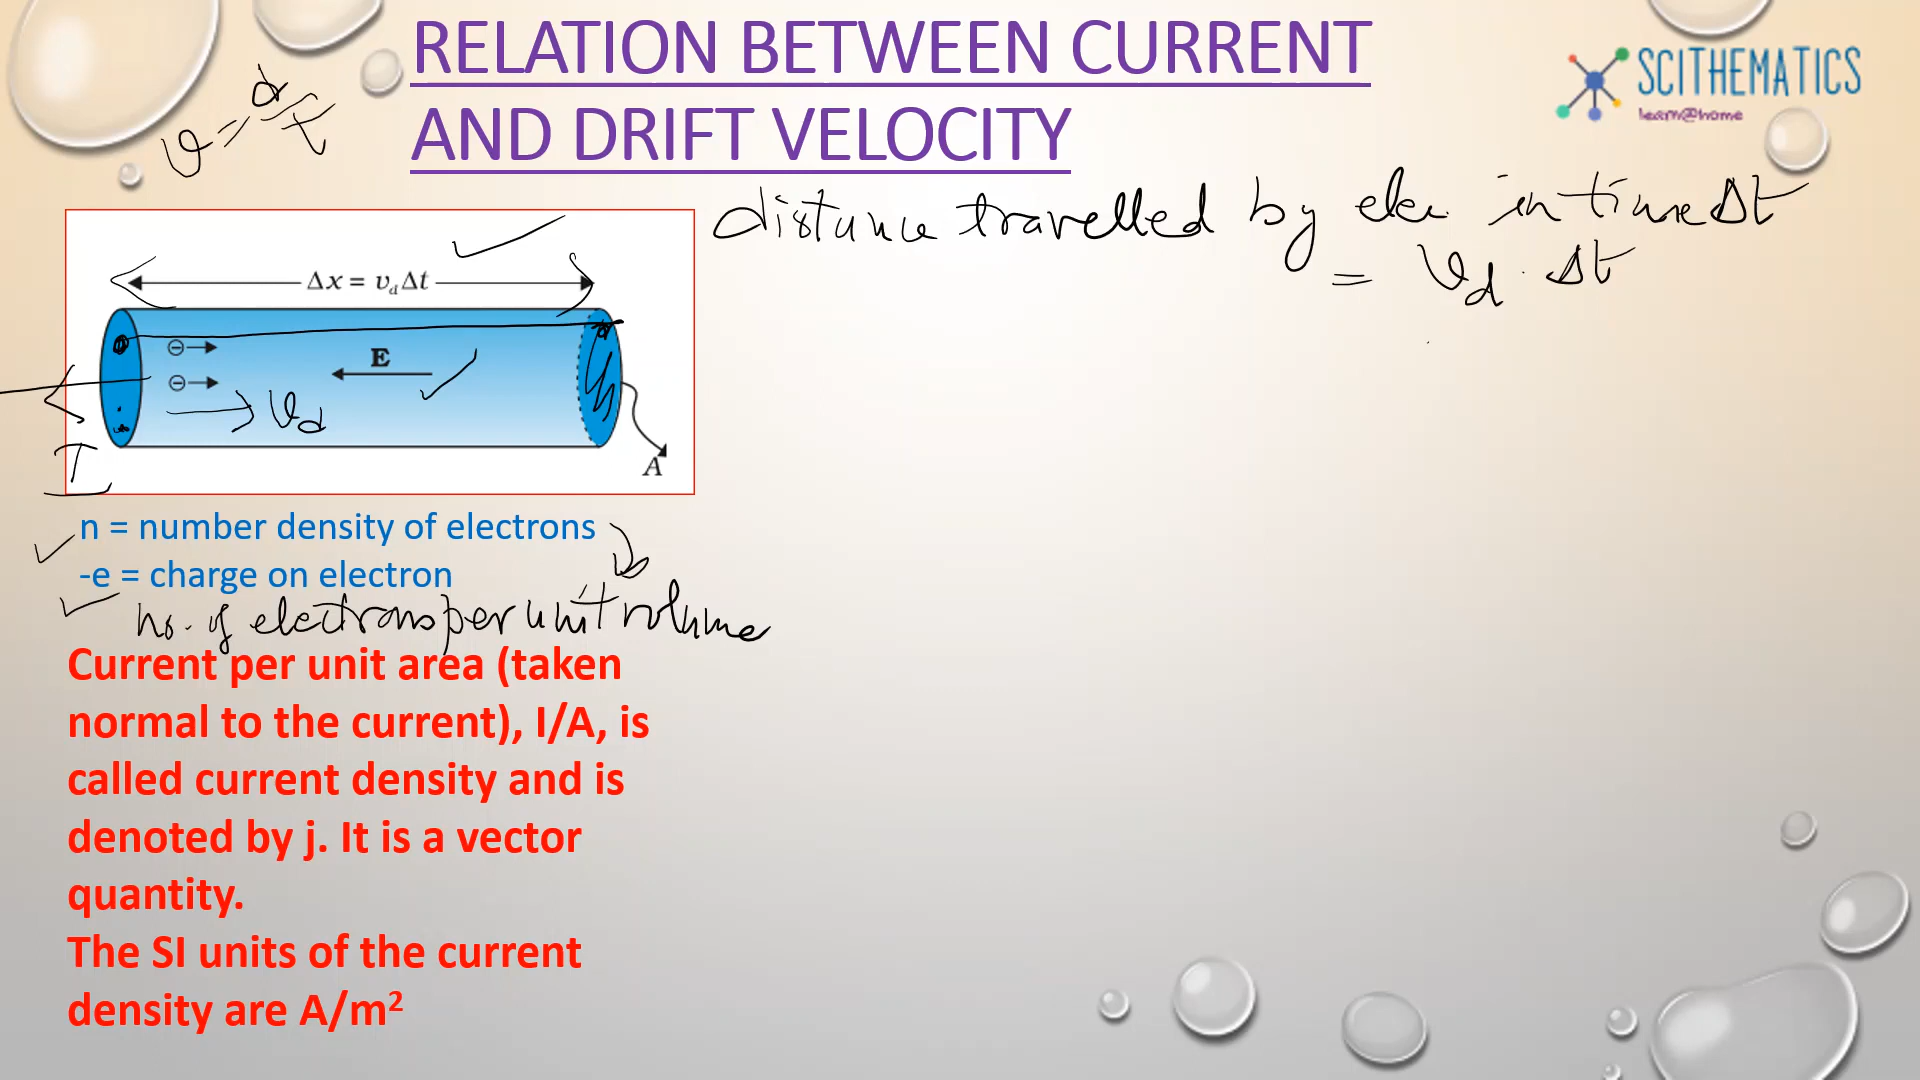 RELATION BETWEEN CURRENT
AND DRIFT VELOCITY
SCITHEMATICS
learn@home
v = d/t
distance travelled by elec. in time Δt
= vd · Δt
Δx = vdΔt
E
vd
I
A
n = number density of electrons
-e = charge on electron
no. of electrons per unit volume
Current per unit area (taken
normal to the current), I/A, is
called current density and is
denoted by j. It is a vector
quantity.
The SI units of the current
density are A/m²